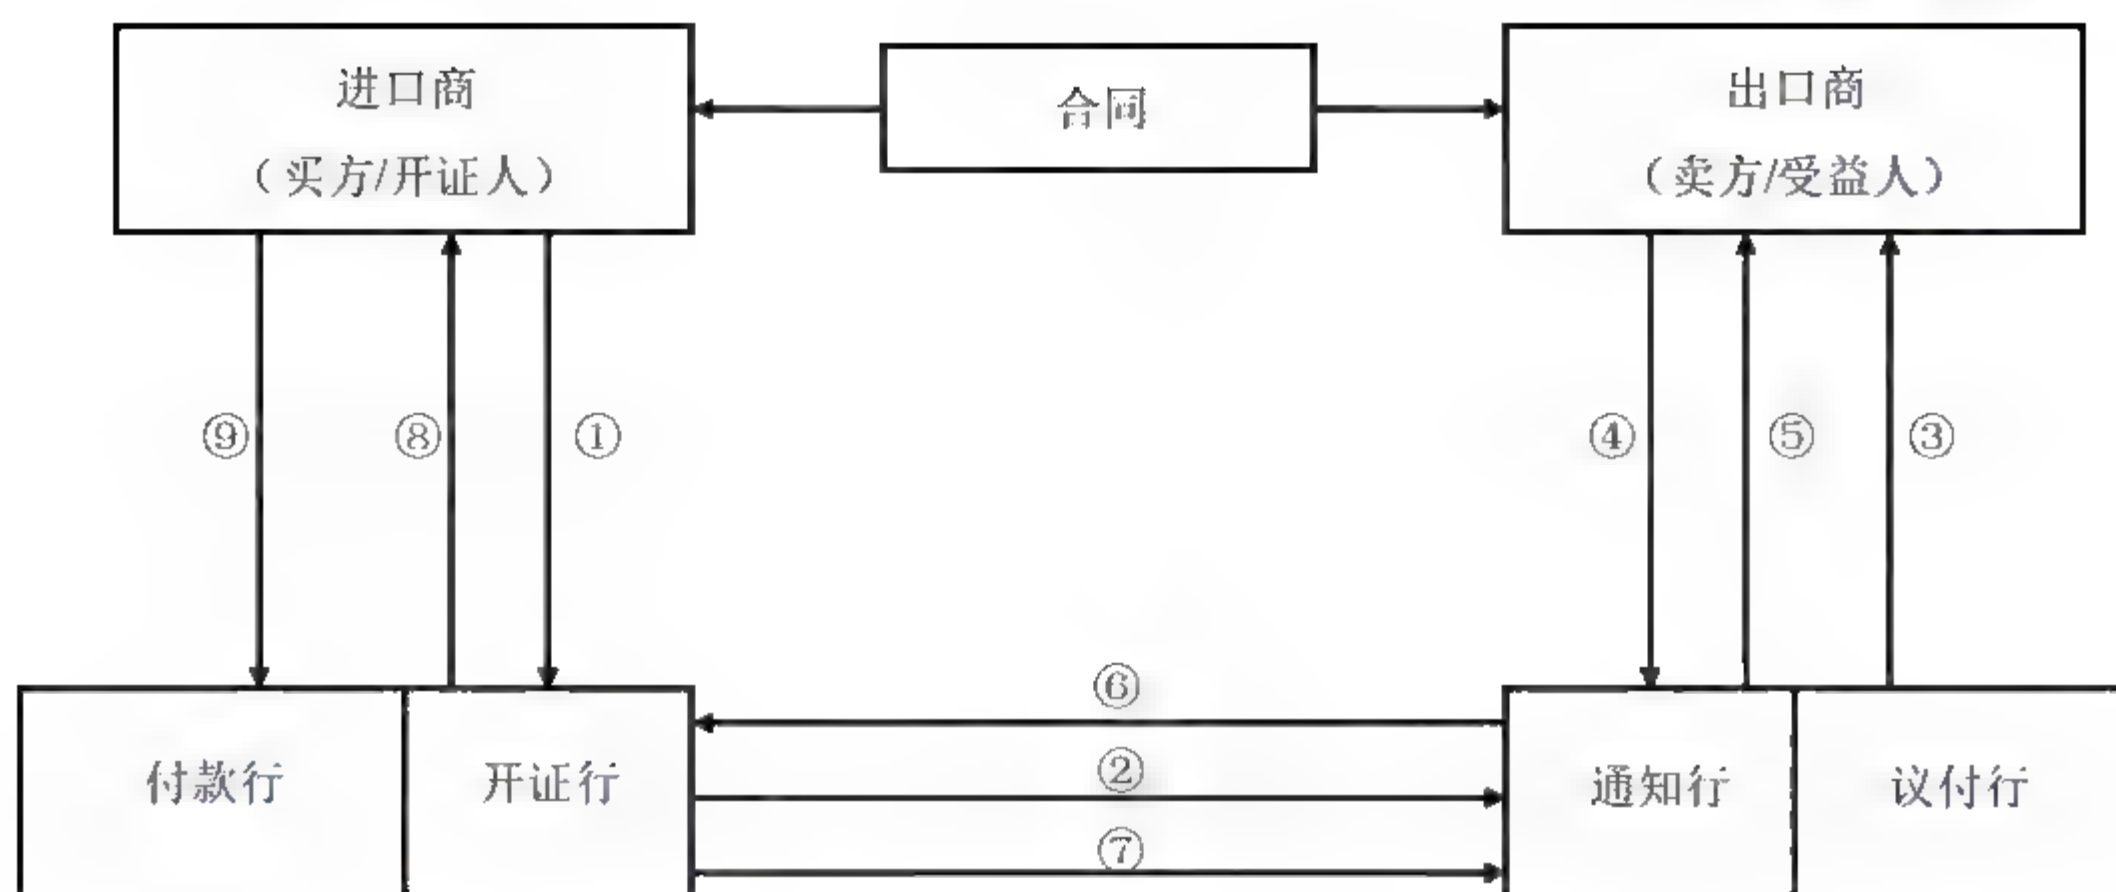 进口商
（买方/开证人）
合同
出口商
（卖方/受益人）
⑨
⑧
①
④
⑤
③
⑥
②
⑦
付款行
开证行
通知行
议付行